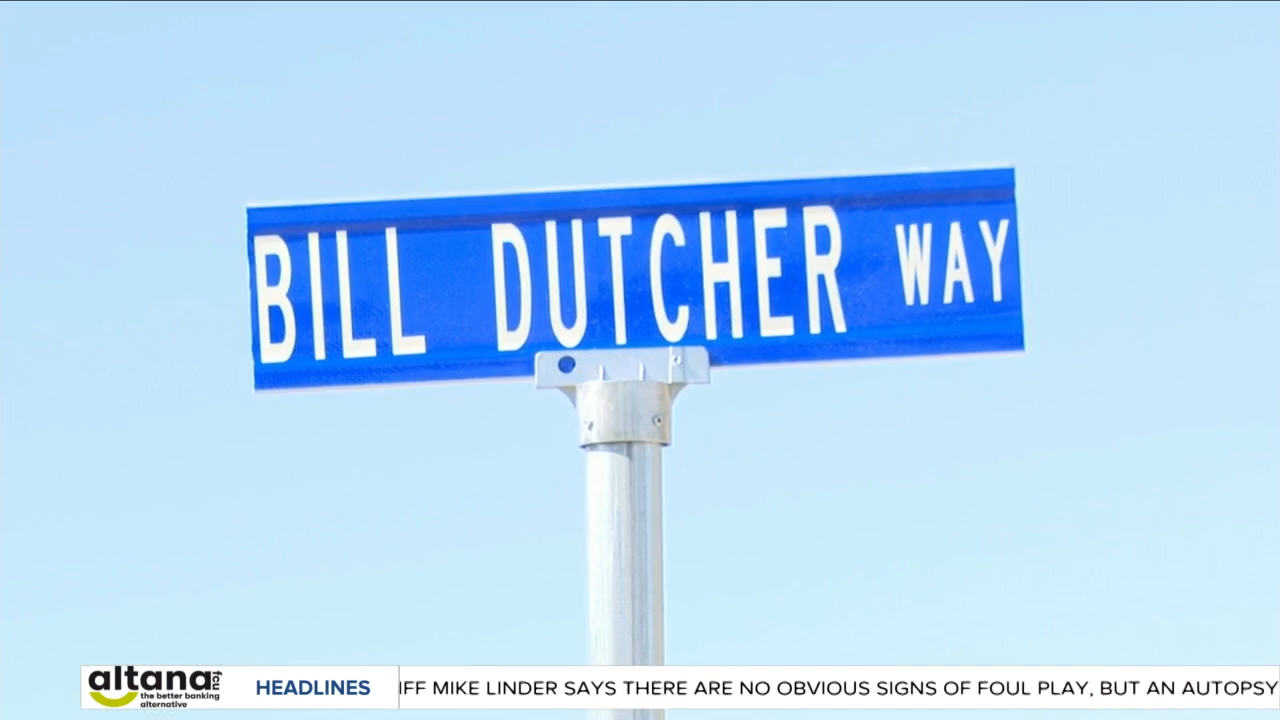 BILL DUTCHER WAY
altana fcu
the better banking
alternative
HEADLINES
IFF MIKE LINDER SAYS THERE ARE NO OBVIOUS SIGNS OF FOUL PLAY, BUT AN AUTOPSY